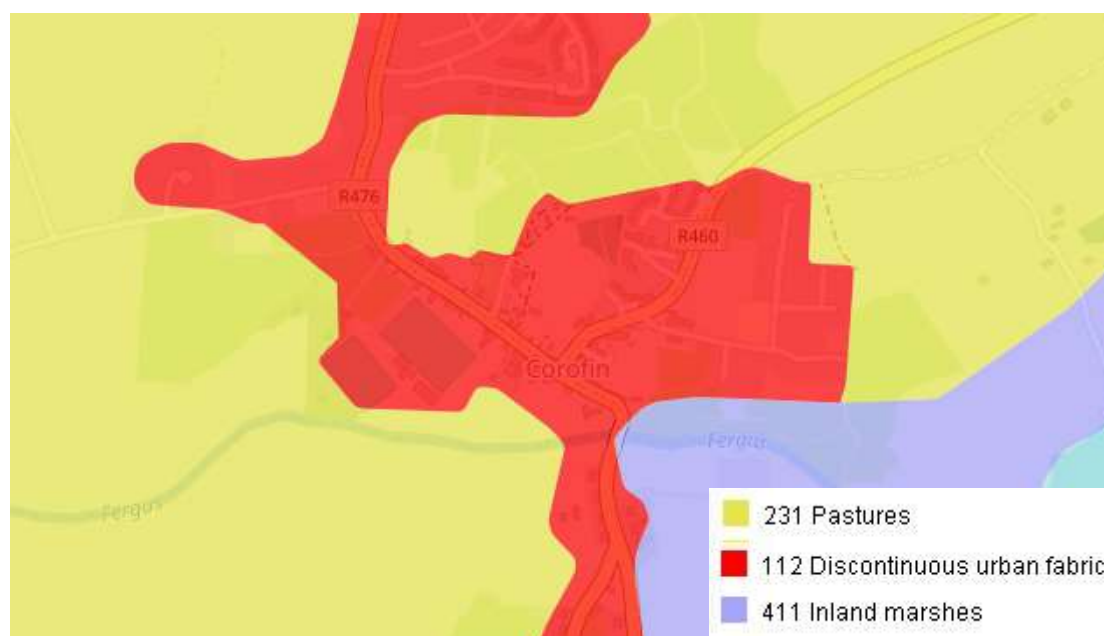 R476
R460
Corofin
Fergus
Fergus
231 Pastures
112 Discontinuous urban fabric
411 Inland marshes